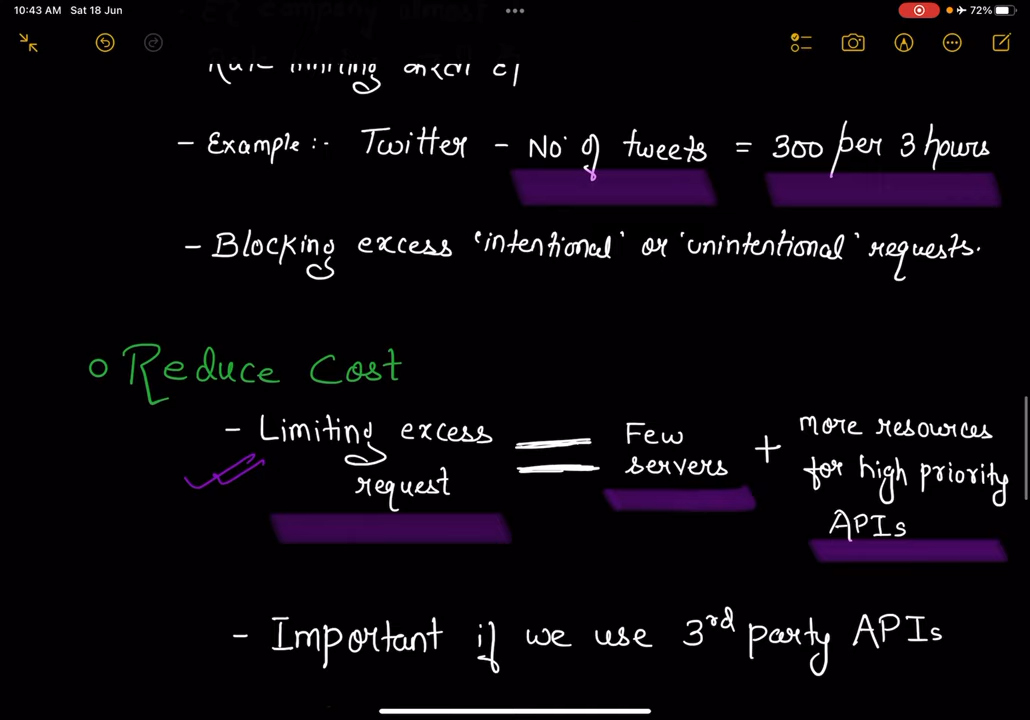 10:43 AM Sat 18 Jun
72%
- Example :- Twitter - No of tweets = 300 per 3 hours
- Blocking excess 'intentional' or 'unintentional' requests.
Reduce Cost
- Limiting excess request = Few servers + more resources for high priority APIs
- Important if we use 3rd party APIs